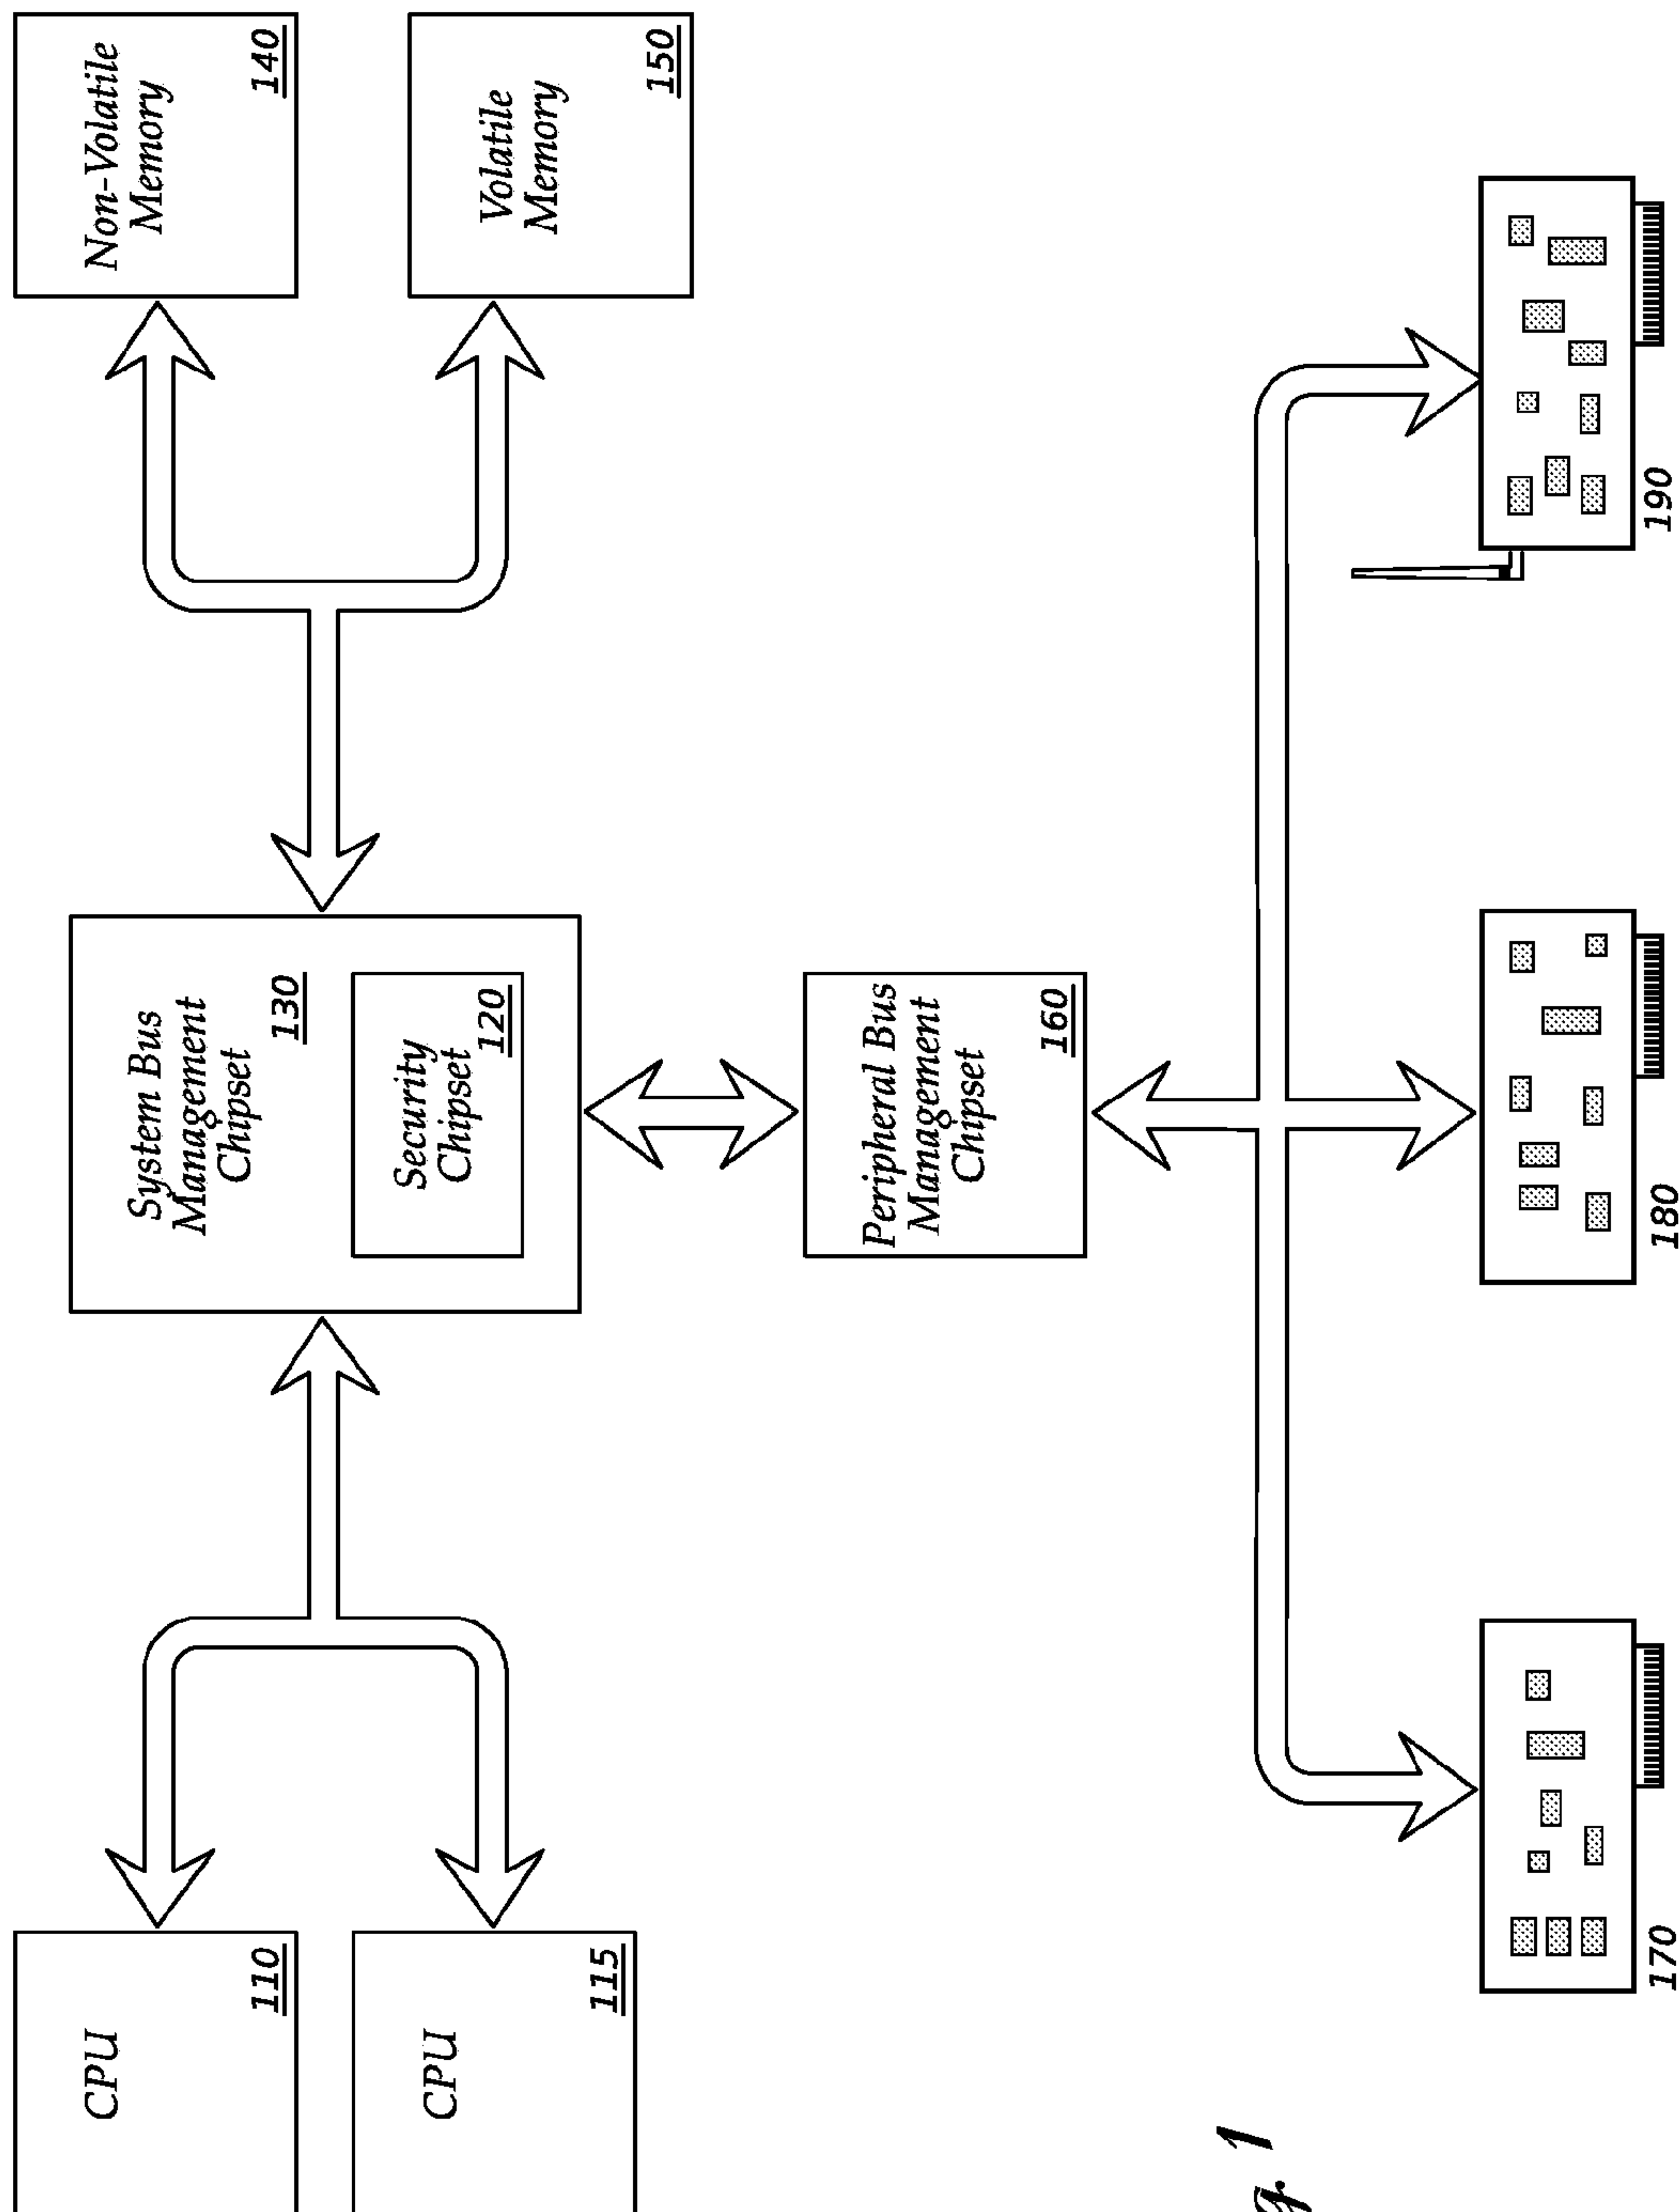 CPU
110
CPU
115
System Bus
Management
Chipset
130
Security
Chipset
120
Non-Volatile
Memory
140
Volatile
Memory
150
Peripheral Bus
Management
Chipset
160
170
180
190
g. 1